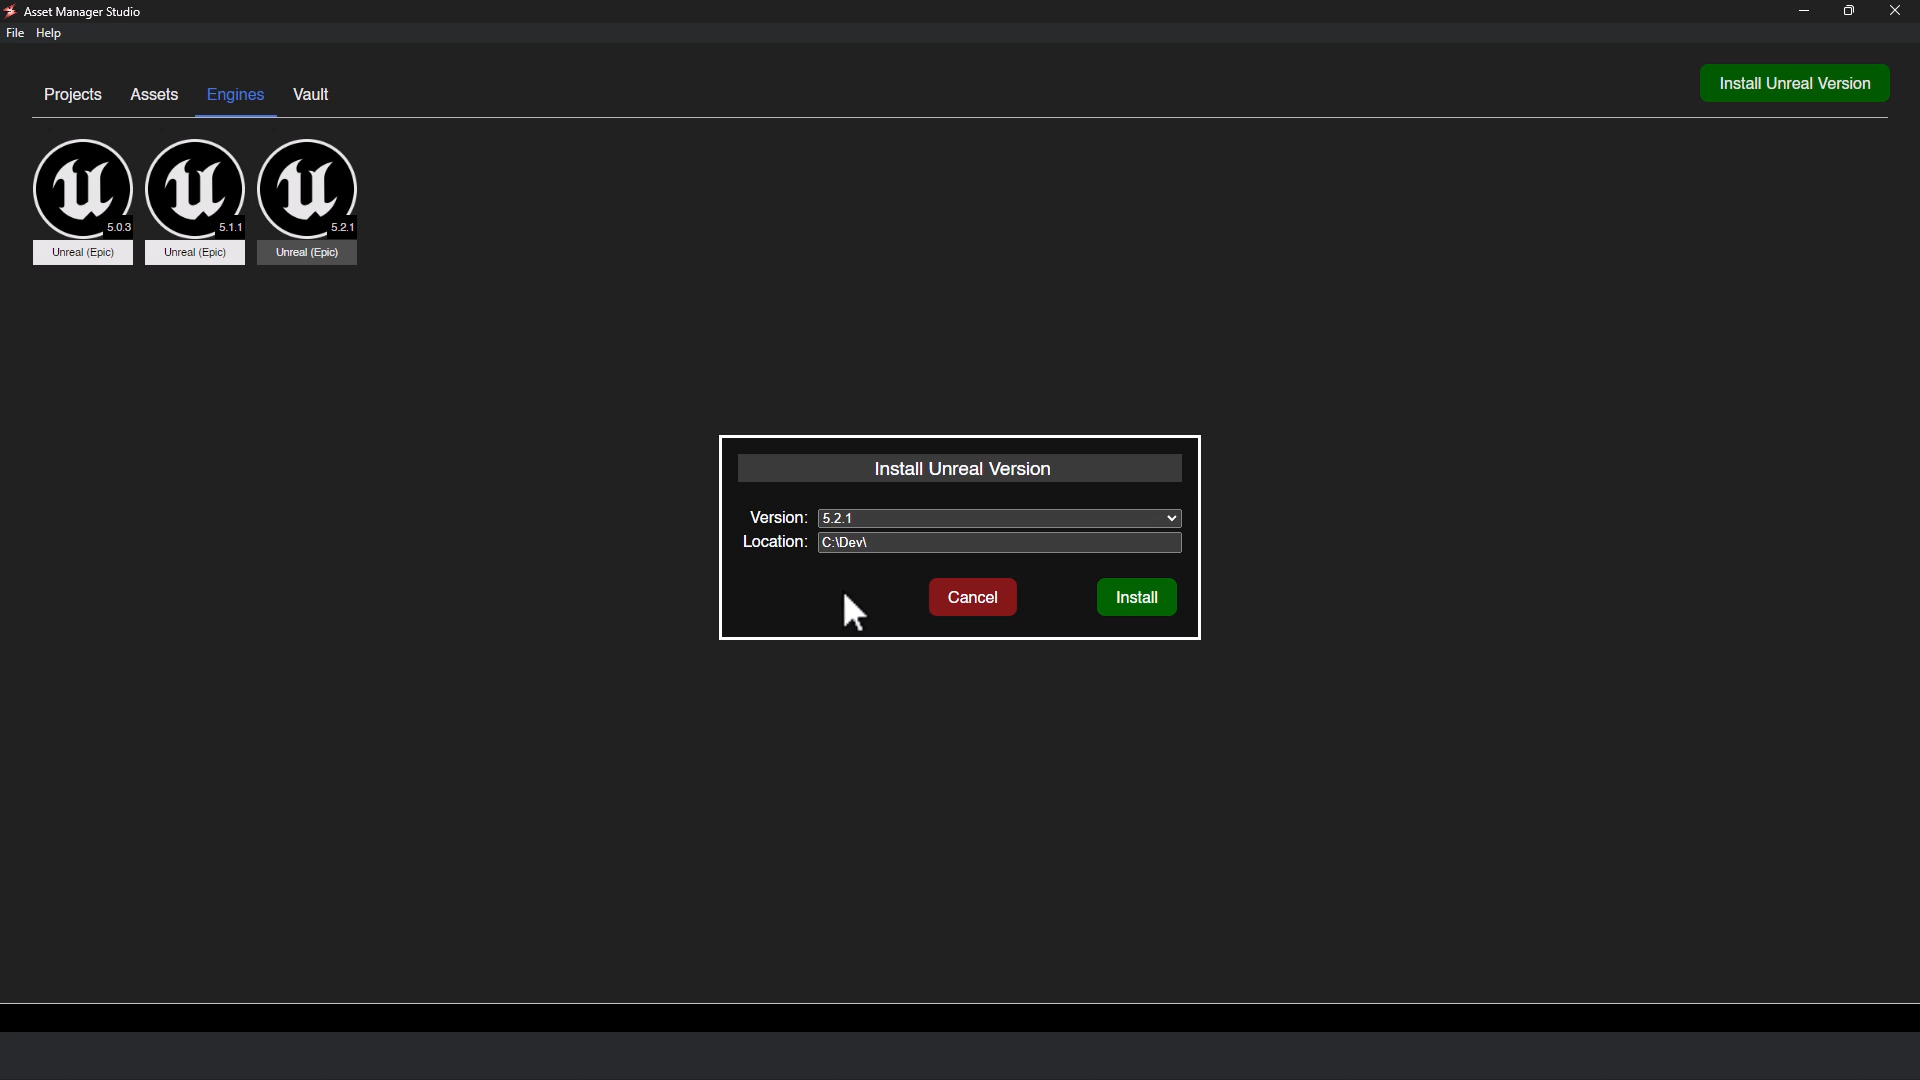 Asset Manager Studio
File Help
Projects Assets Engines Vault
Install Unreal Version
5.0.3
5.1.1
5.2.1
Unreal (Epic)
Unreal (Epic)
Unreal (Epic)
Install Unreal Version
Version: 5.2.1
Location: C:\Dev\
Cancel Install